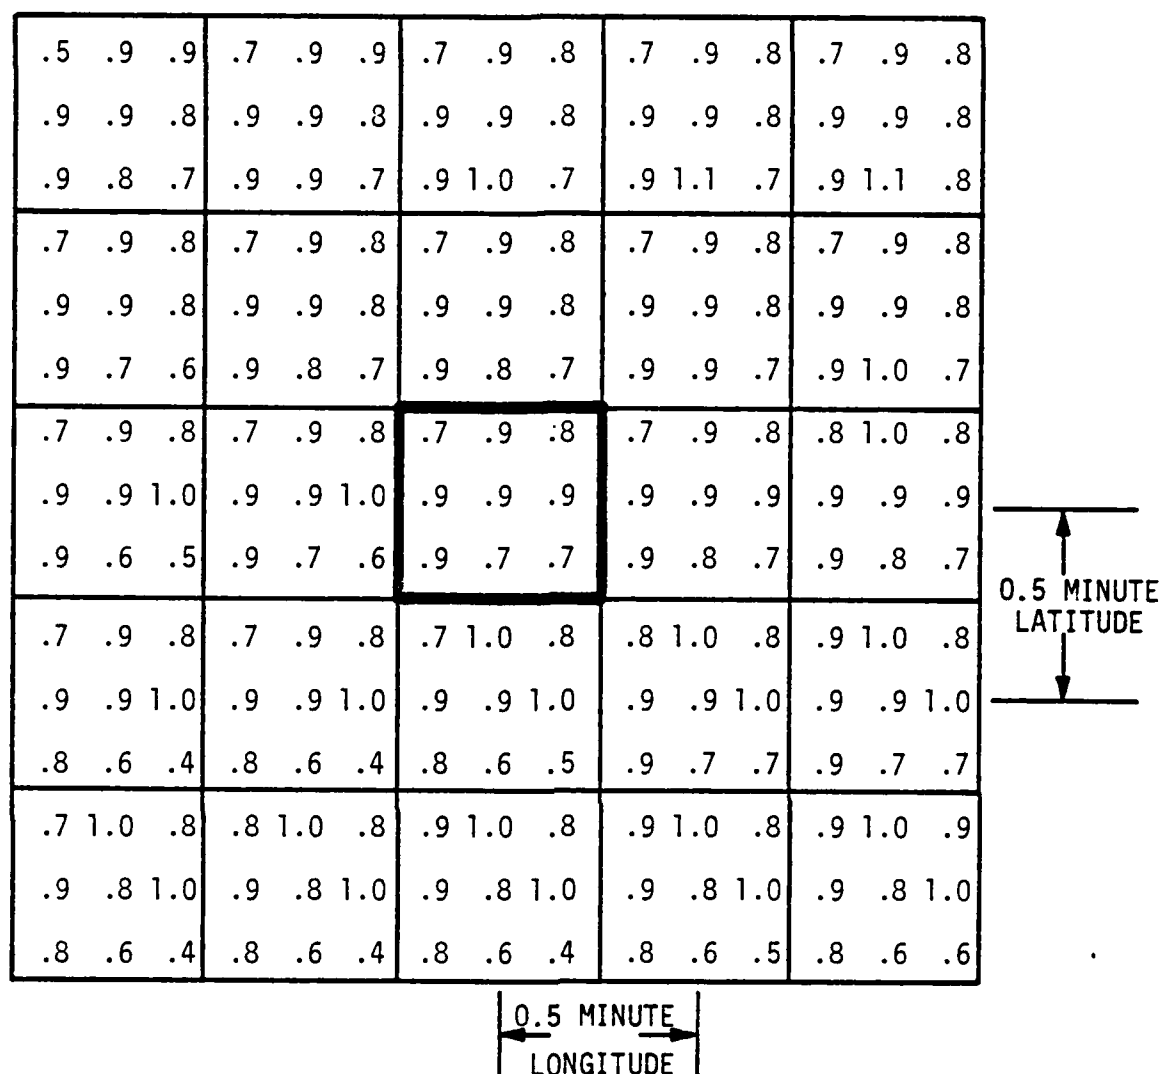 .5 .9 .9 .7 .9 .9 .7 .9 .8 .7 .9 .8 .7 .9 .8
.9 .9 .8 .9 .9 .8 .9 .9 .8 .9 .9 .8 .9 .9 .8
.9 .8 .7 .9 .9 .7 .9 1.0 .7 .9 1.1 .7 .9 1.1 .8
.7 .9 .8 .7 .9 .8 .7 .9 .8 .7 .9 .8 .7 .9 .8
.9 .9 .8 .9 .9 .8 .9 .9 .8 .9 .9 .8 .9 .9 .8
.9 .7 .6 .9 .8 .7 .9 .8 .7 .9 .9 .7 .9 1.0 .7
.7 .9 .8 .7 .9 .8 .7 .9 .8 .7 .9 .8 .8 1.0 .8
.9 .9 1.0 .9 .9 1.0 .9 .9 .9 .9 .9 .9 .9 .9 .9
.9 .6 .5 .9 .7 .6 .9 .7 .7 .9 .8 .7 .9 .8 .7
.7 .9 .8 .7 .9 .8 .7 1.0 .8 .8 1.0 .8 .9 1.0 .8
.9 .9 1.0 .9 .9 1.0 .9 .9 1.0 .9 .9 1.0 .9 .9 1.0
.8 .6 .4 .8 .6 .4 .8 .6 .5 .9 .7 .7 .9 .7 .7
.7 1.0 .8 .8 1.0 .8 .9 1.0 .8 .9 1.0 .8 .9 1.0 .9
.9 .8 1.0 .9 .8 1.0 .9 .8 1.0 .9 .8 1.0 .9 .8 1.0
.8 .6 .4 .8 .6 .4 .8 .6 .4 .8 .6 .5 .8 .6 .6
0.5 MINUTE
LATITUDE
0.5 MINUTE
LONGITUDE